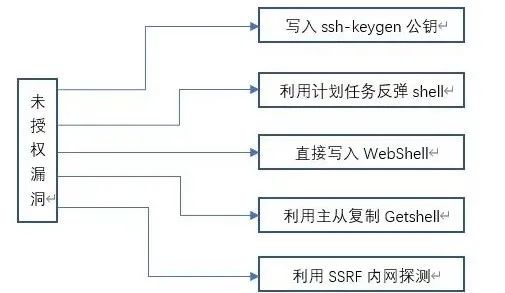 未
授
权
漏
洞↵
写入 ssh-keygen 公钥↵
利用计划任务反弹 shell↵
直接写入 WebShell↵
利用主从复制 Getshell↵
利用 SSRF 内网探测↵